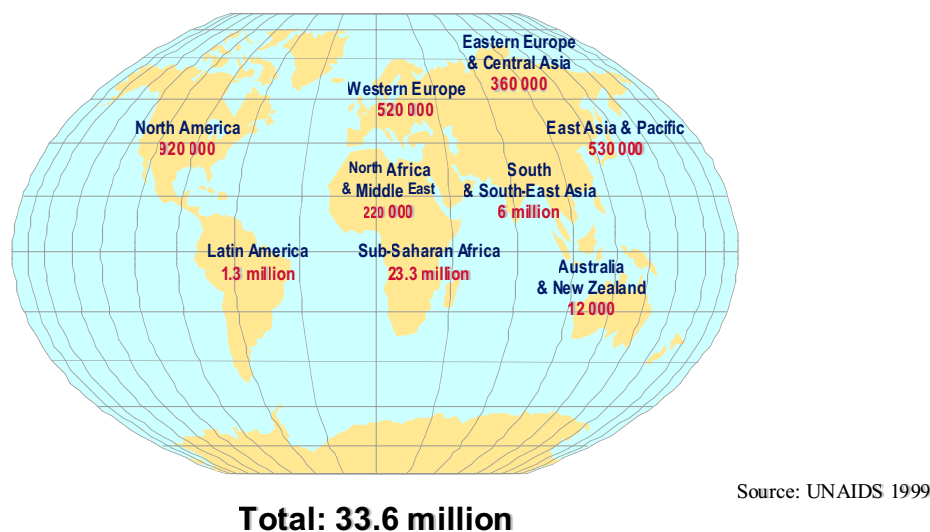 Eastern Europe
& Central Asia
360 000
Western Europe
520 000
North America
920 000
East Asia & Pacific
530 000
North Africa
& Middle East
220 000
South
& South-East Asia
6 million
Latin America
1.3 million
Sub-Saharan Africa
23.3 million
Australia
& New Zealand
12 000
Source: UNAIDS 1999
Total: 33.6 million